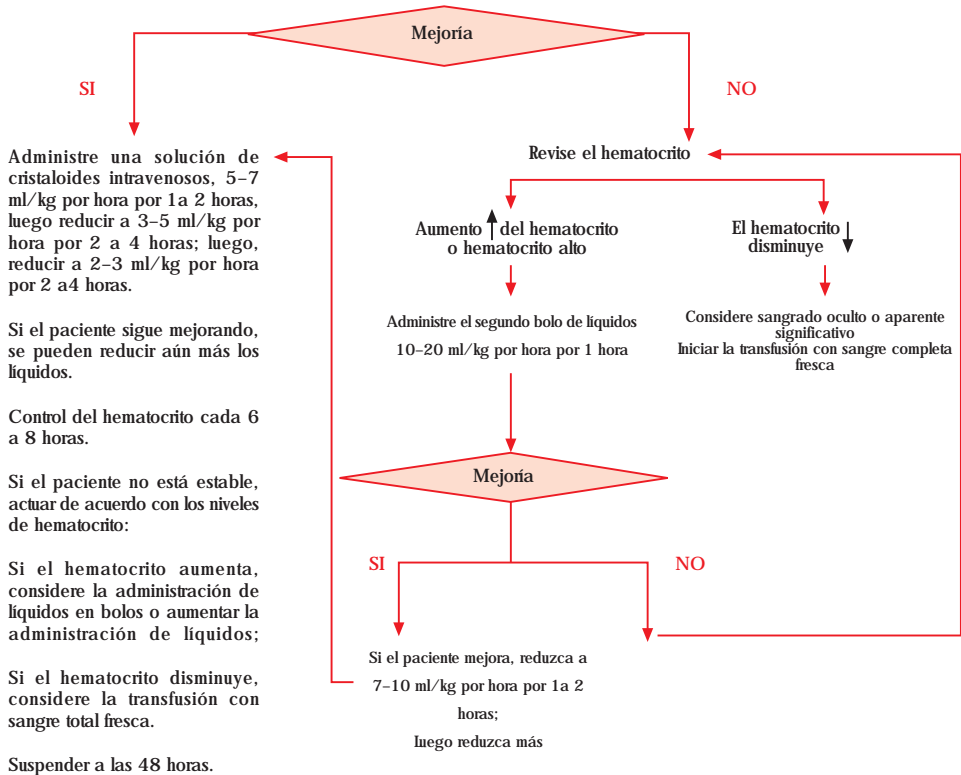 Mejoría
SI
NO
Administre una solución de
cristaloides intravenosos, 5–7
ml/kg por hora por 1a 2 horas,
luego reducir a 3–5 ml/kg por
hora por 2 a 4 horas; luego,
reducir a 2–3 ml/kg por hora
por 2 a4 horas.
Si el paciente sigue mejorando,
se pueden reducir aún más los
líquidos.
Control del hematocrito cada 6
a 8 horas.
Si el paciente no está estable,
actuar de acuerdo con los niveles
de hematocrito:
Si el hematocrito aumenta,
considere la administración de
líquidos en bolos o aumentar la
administración de líquidos;
Si el hematocrito disminuye,
considere la transfusión con
sangre total fresca.
Suspender a las 48 horas.
Revise el hematocrito
Aumento del hematocrito
o hematocrito alto
El hematocrito
disminuye
Administre el segundo bolo de líquidos
10–20 ml/kg por hora por 1 hora
Considere sangrado oculto o aparente
significativo
Iniciar la transfusión con sangre completa
fresca
Mejoría
SI
NO
Si el paciente mejora, reduzca a
7–10 ml/kg por hora por 1a 2
horas;
luego reduzca más